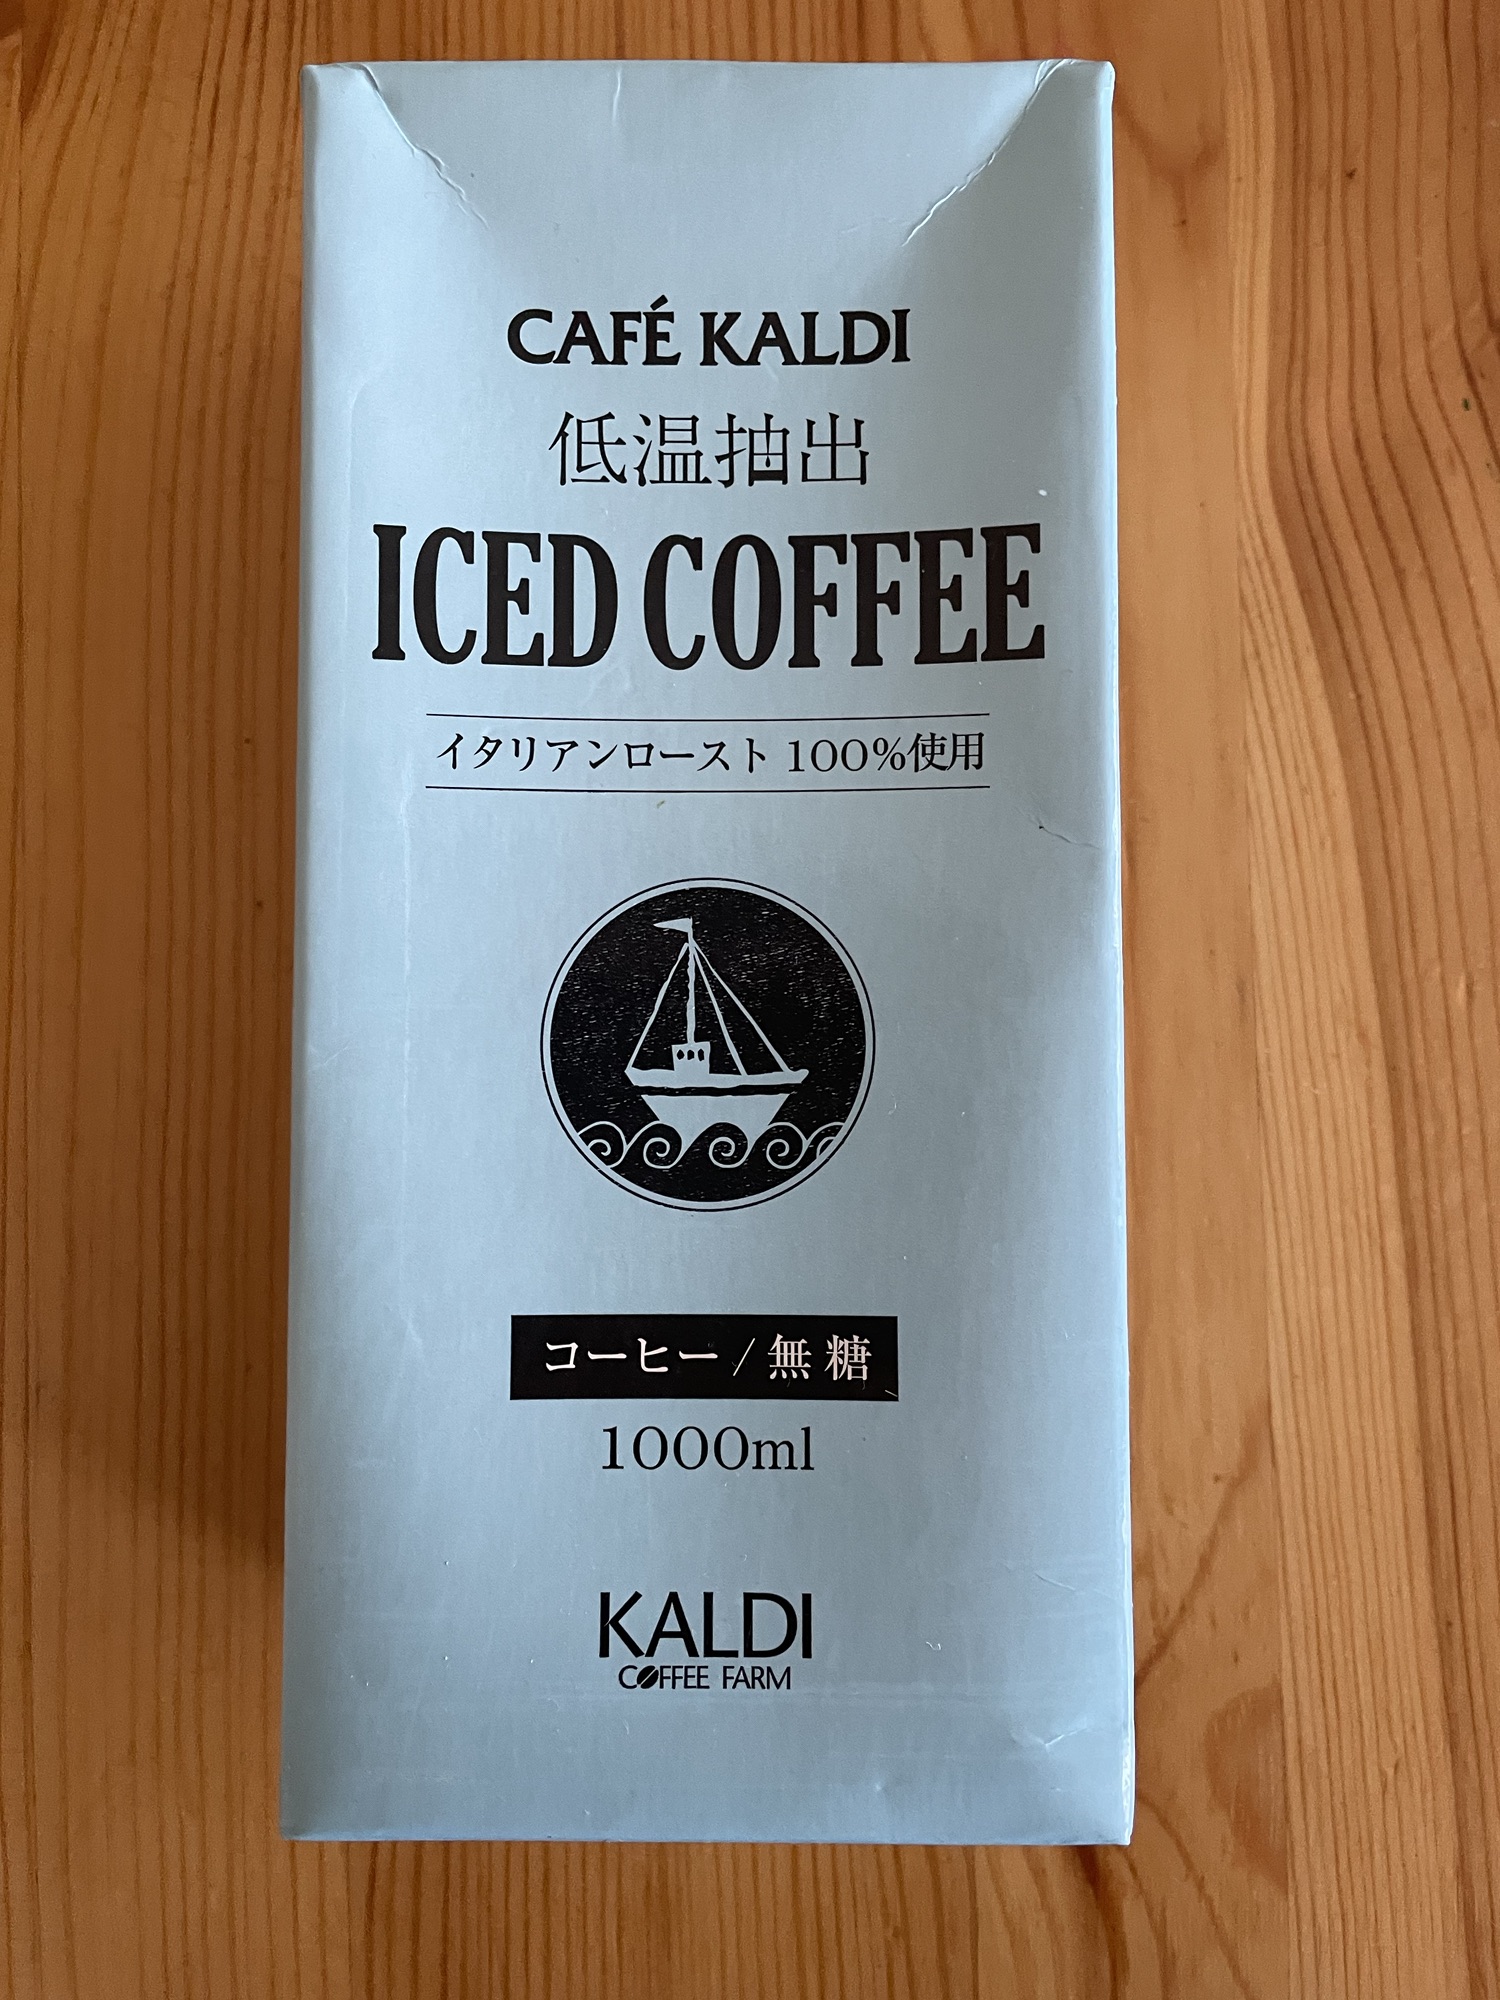 CAFÉ KALDI
低温抽出
ICED COFFEE
イタリアンロースト 100%使用
コーヒー / 無糖
1000ml
KALDI
COFFEE FARM